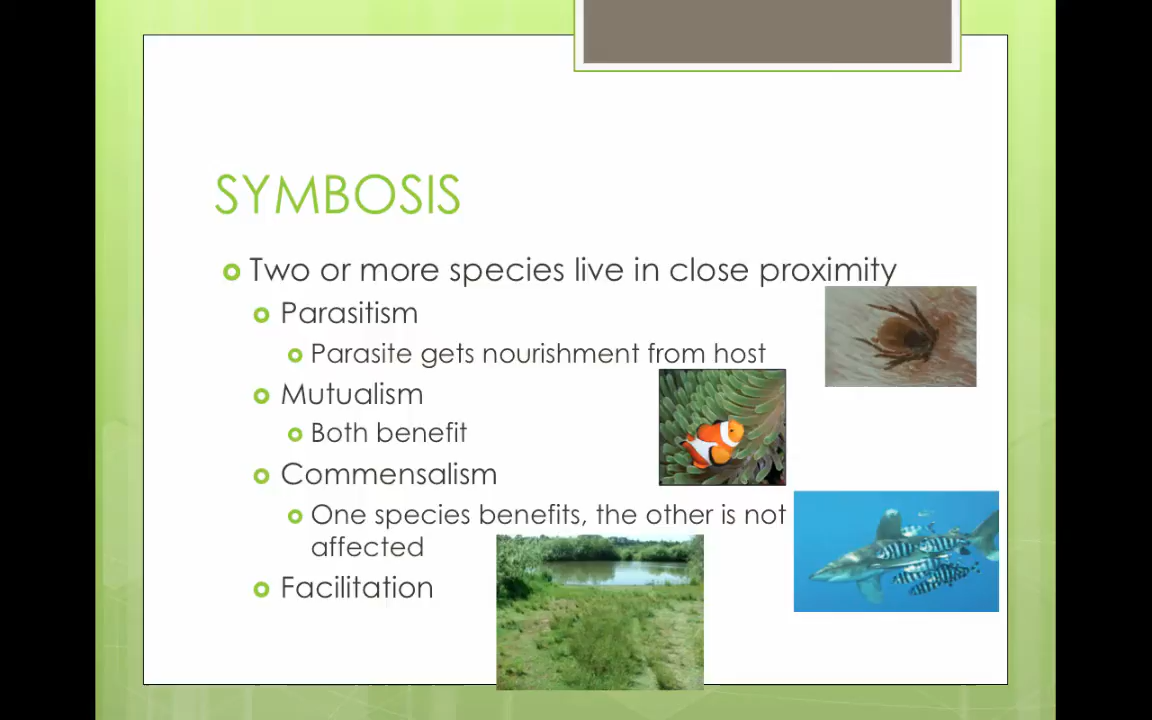 SYMBOSIS
Two or more species live in close proximity
Parasitism
Parasite gets nourishment from host
Mutualism
Both benefit
Commensalism
One species benefits, the other is not
affected
Facilitation